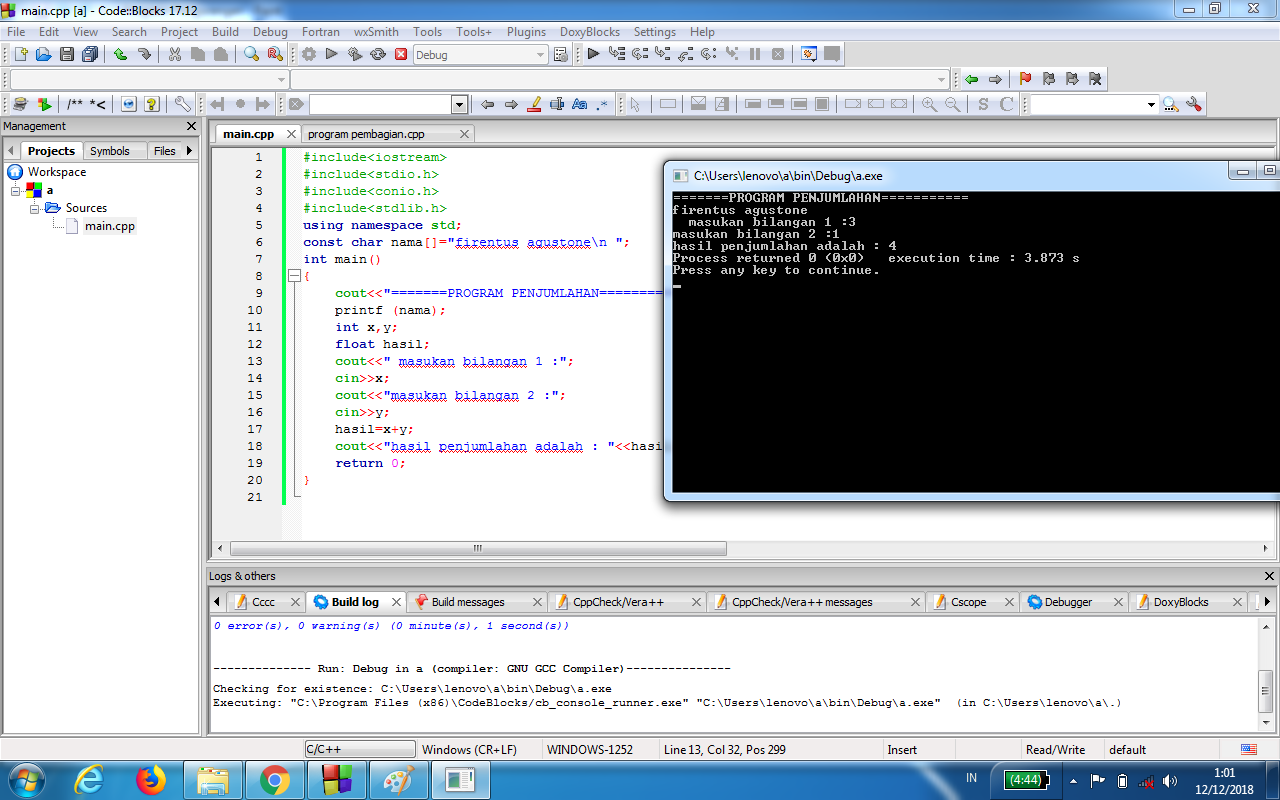 main.cpp [a] - Code::Blocks 17.12
File Edit View Search Project Build Debug Fortran wxSmith Tools Tools+ Plugins DoxyBlocks Settings Help
Debug
/** *<
Aa .*
S C
Management
Projects Symbols Files
Workspace
a
Sources
main.cpp
main.cpp program pembagian.cpp
1 #include<iostream>
2 #include<stdio.h>
3 #include<conio.h>
4 #include<stdlib.h>
5 using namespace std;
6 const char nama[]="firentus agustone\n ";
7 int main()
8 {
9 cout<<"=======PROGRAM PENJUMLAHAN========
10 printf (nama);
11 int x,y;
12 float hasil;
13 cout<<" masukan bilangan 1 :";
14 cin>>x;
15 cout<<"masukan bilangan 2 :";
16 cin>>y;
17 hasil=x+y;
18 cout<<"hasil penjumlahan adalah : "<<hasi
19 return 0;
20 }
21
C:\Users\lenovo\a\bin\Debug\a.exe
=======PROGRAM PENJUMLAHAN===========
firentus agustone
masukan bilangan 1 :3
masukan bilangan 2 :1
hasil penjumlahan adalah : 4
Process returned 0 (0x0) execution time : 3.873 s
Press any key to continue.
Logs & others
Cccc Build log Build messages CppCheck/Vera++ CppCheck/Vera++ messages Cscope Debugger DoxyBlocks
0 error(s), 0 warning(s) (0 minute(s), 1 second(s))
-------------- Run: Debug in a (compiler: GNU GCC Compiler)---------------
Checking for existence: C:\Users\lenovo\a\bin\Debug\a.exe
Executing: "C:\Program Files (x86)\CodeBlocks/cb_console_runner.exe" "C:\Users\lenovo\a\bin\Debug\a.exe" (in C:\Users\lenovo\a\.)
C/C++ Windows (CR+LF) WINDOWS-1252 Line 13, Col 32, Pos 299 Insert Read/Write default
IN (4:44) 1:01
12/12/2018